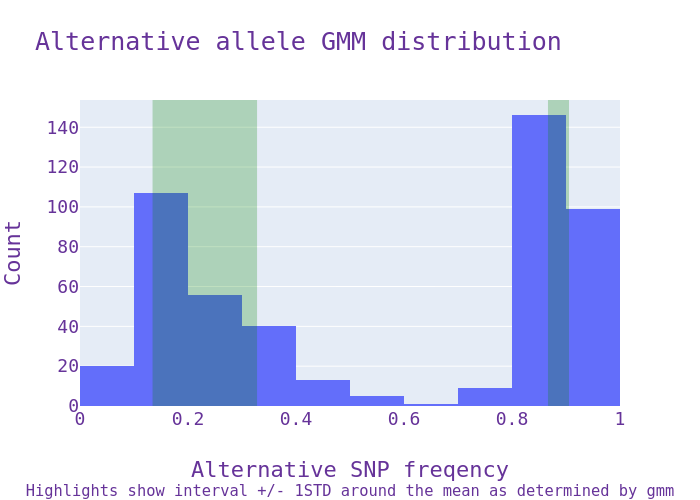 Alternative allele GMM distribution
Count
140
120
100
80
60
40
20
0
0 0.2 0.4 0.6 0.8 1
Alternative SNP freqency
Highlights show interval +/- 1STD around the mean as determined by gmm